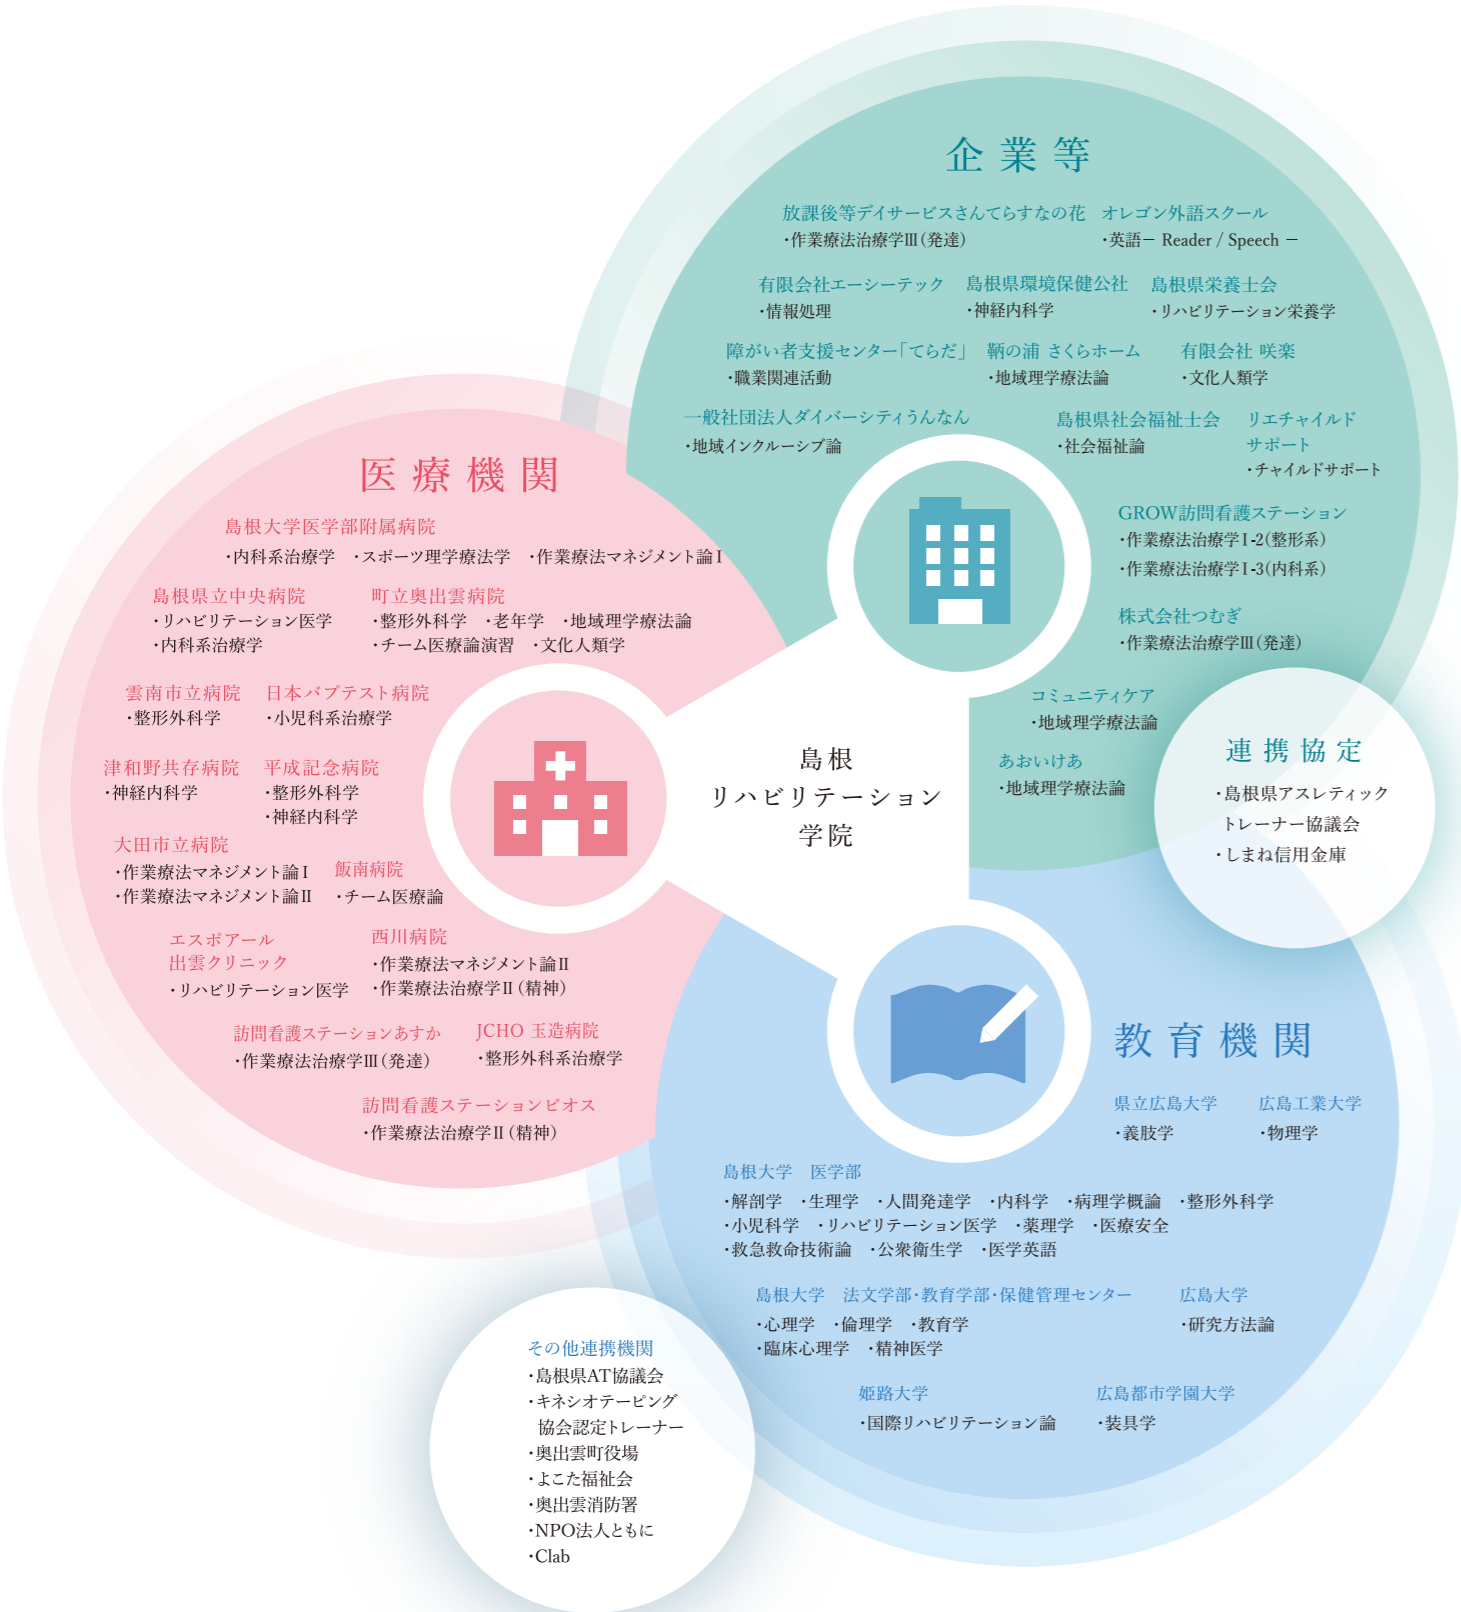 企業等
放課後等デイサービスさんてらすなの花
・作業療法治療学Ⅲ(発達)
オレゴン外語スクール
・英語− Reader / Speech −
有限会社エーシーテック
・情報処理
島根県環境保健公社
・神経内科学
島根県栄養士会
・リハビリテーション栄養学
障がい者支援センター「てらだ」
・職業関連活動
鞆の浦 さくらホーム
・地域理学療法論
有限会社 咲楽
・文化人類学
一般社団法人ダイバーシティうんなん
・地域インクルーシブ論
島根県社会福祉士会
・社会福祉論
リエチャイルド
サポート
・チャイルドサポート
GROW訪問看護ステーション
・作業療法治療学Ⅰ-2(整形系)
・作業療法治療学Ⅰ-3(内科系)
株式会社つむぎ
・作業療法治療学Ⅲ(発達)
コミュニティケア
・地域理学療法論
あおいけあ
・地域理学療法論
連携協定
・島根県アスレティック
トレーナー協議会
・しまね信用金庫
医療機関
島根大学医学部附属病院
・内科系治療学 ・スポーツ理学療法学 ・作業療法マネジメント論Ⅰ
島根県立中央病院
・リハビリテーション医学
・内科系治療学
町立奥出雲病院
・整形外科学 ・老年学 ・地域理学療法論
・チーム医療論演習 ・文化人類学
雲南市立病院
・整形外科学
日本バプテスト病院
・小児科系治療学
津和野共存病院
・神経内科学
平成記念病院
・整形外科学
・神経内科学
大田市立病院
・作業療法マネジメント論Ⅰ
・作業療法マネジメント論Ⅱ
飯南病院
・チーム医療論
エスポアール
出雲クリニック
・リハビリテーション医学
西川病院
・作業療法マネジメント論Ⅱ
・作業療法治療学Ⅱ(精神)
訪問看護ステーションあすか
・作業療法治療学Ⅲ(発達)
JCHO 玉造病院
・整形外科系治療学
訪問看護ステーションビオス
・作業療法治療学Ⅱ(精神)
島根
リハビリテーション
学院
教育機関
県立広島大学
・義肢学
広島工業大学
・物理学
島根大学 医学部
・解剖学 ・生理学 ・人間発達学 ・内科学 ・病理学概論 ・整形外科学
・小児科学 ・リハビリテーション医学 ・薬理学 ・医療安全
・救急救命技術論 ・公衆衛生学 ・医学英語
島根大学 法文学部・教育学部・保健管理センター
・心理学 ・倫理学 ・教育学
・臨床心理学 ・精神医学
広島大学
・研究方法論
姫路大学
・国際リハビリテーション論
広島都市学園大学
・装具学
その他連携機関
・島根県AT協議会
・キネシオテーピング
協会認定トレーナー
・奥出雲町役場
・よこた福祉会
・奥出雲消防署
・NPO法人ともに
・Clab